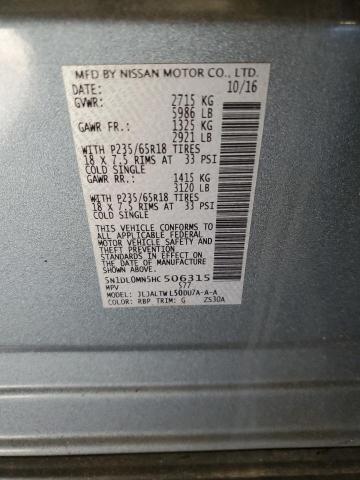 MFD BY NISSAN MOTOR CO., LTD.
DATE: 10/16
GVWR: 2715 KG
5986 LB
GAWR FR.: 1325 KG
2921 LB
WITH P235/65R18 TIRES
18 X 7.5 RIMS AT 33 PSI
COLD SINGLE
GAWR RR.: 1415 KG
3120 LB
WITH P235/65R18 TIRES
18 X 7.5 RIMS AT 33 PSI
COLD SINGLE
THIS VEHICLE CONFORMS TO
ALL APPLICABLE FEDERAL
MOTOR VEHICLE SAFETY AND
THEFT PREVENTION STANDARDS
IN EFFECT ON THE DATE OF
MANUFACTURE SHOWN ABOVE.
5N1DL0MN5HC506315
MPV 577
MODEL: JLJALTWL50DU7A-A-A
COLOR: RBP TRIM: G ZS30A